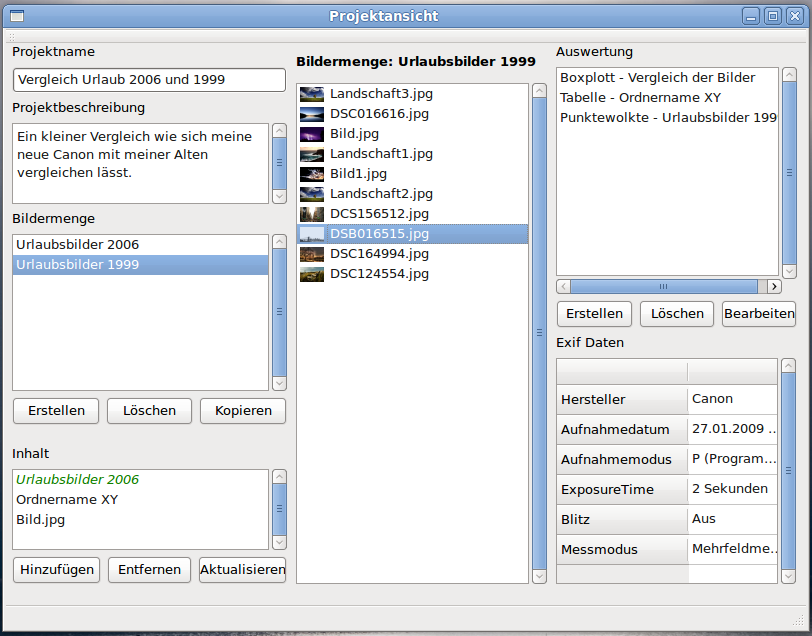 Projektansicht
Projektname
Vergleich Urlaub 2006 und 1999
Projektbeschreibung
Ein kleiner Vergleich wie sich meine
neue Canon mit meiner Alten
vergleichen lässt.
Bildermenge
Urlaubsbilder 2006
Urlaubsbilder 1999
Erstellen Löschen Kopieren
Inhalt
Urlaubsbilder 2006
Ordnername XY
Bild.jpg
Hinzufügen Entfernen Aktualisieren
Bildermenge: Urlaubsbilder 1999
Landschaft3.jpg
DSC016616.jpg
Bild.jpg
Landschaft1.jpg
Bild1.jpg
Landschaft2.jpg
DCS156512.jpg
DSB016515.jpg
DSC164994.jpg
DSC124554.jpg
Auswertung
Boxplott - Vergleich der Bilder
Tabelle - Ordnername XY
Punktewolkte - Urlaubsbilder 199
Erstellen Löschen Bearbeiten
Exif Daten
Hersteller Canon
Aufnahmedatum 27.01.2009 ..
Aufnahmemodus P (Program...
ExposureTime 2 Sekunden
Blitz Aus
Messmodus Mehrfeldme..